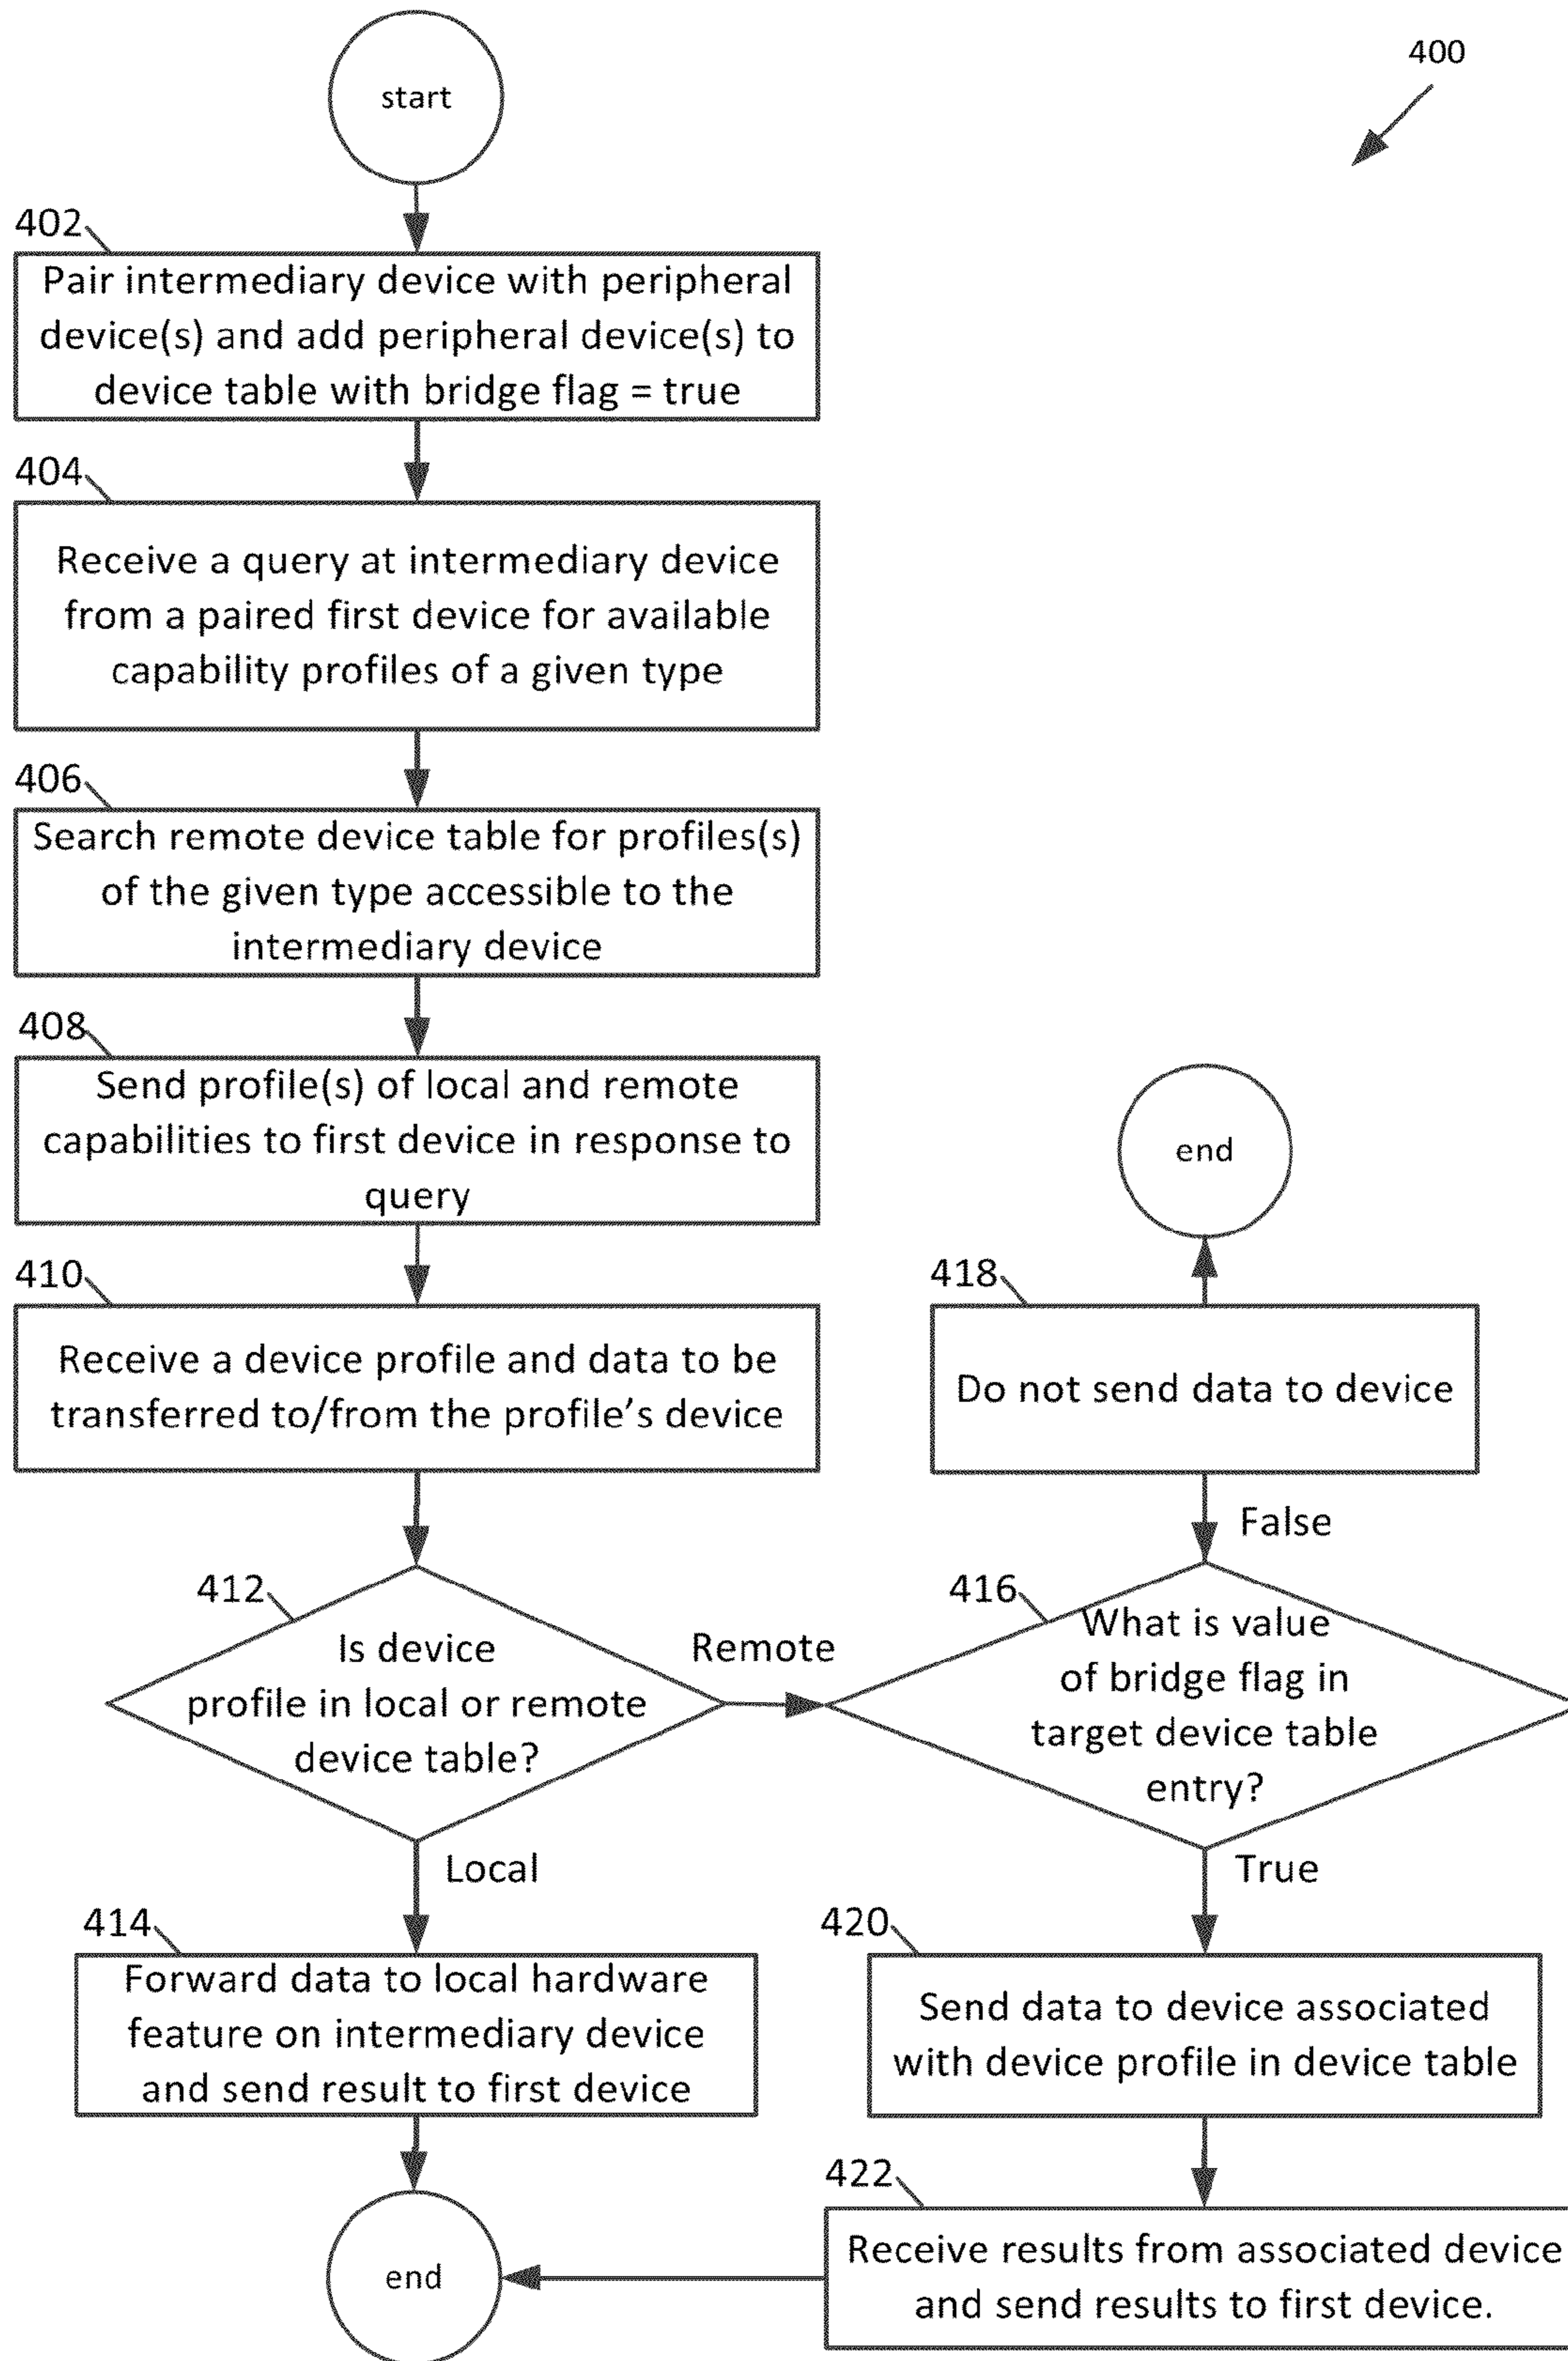 start
400
402
Pair intermediary device with peripheral
device(s) and add peripheral device(s) to
device table with bridge flag = true
404
Receive a query at intermediary device
from a paired first device for available
capability profiles of a given type
406
Search remote device table for profiles(s)
of the given type accessible to the
intermediary device
408
Send profile(s) of local and remote
capabilities to first device in response to
query
410
Receive a device profile and data to be
transferred to/from the profile's device
412
Is device
profile in local or remote
device table?
Remote
Local
414
Forward data to local hardware
feature on intermediary device
and send result to first device
end
end
418
Do not send data to device
False
416
What is value
of bridge flag in
target device table
entry?
True
420
Send data to device associated
with device profile in device table
422
Receive results from associated device
and send results to first device.